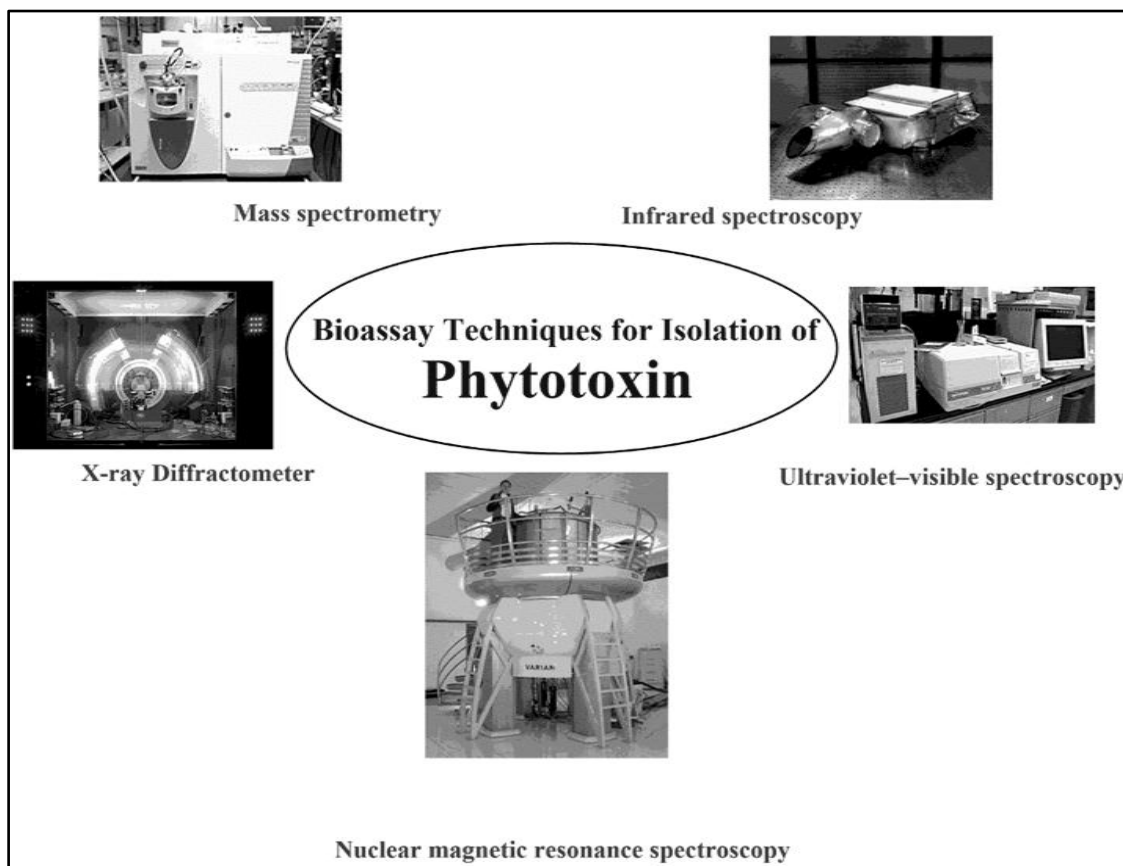 Mass spectrometry
Infrared spectroscopy
Bioassay Techniques for Isolation of
Phytotoxin
X-ray Diffractometer
Ultraviolet–visible spectroscopy
VARIAN
Nuclear magnetic resonance spectroscopy